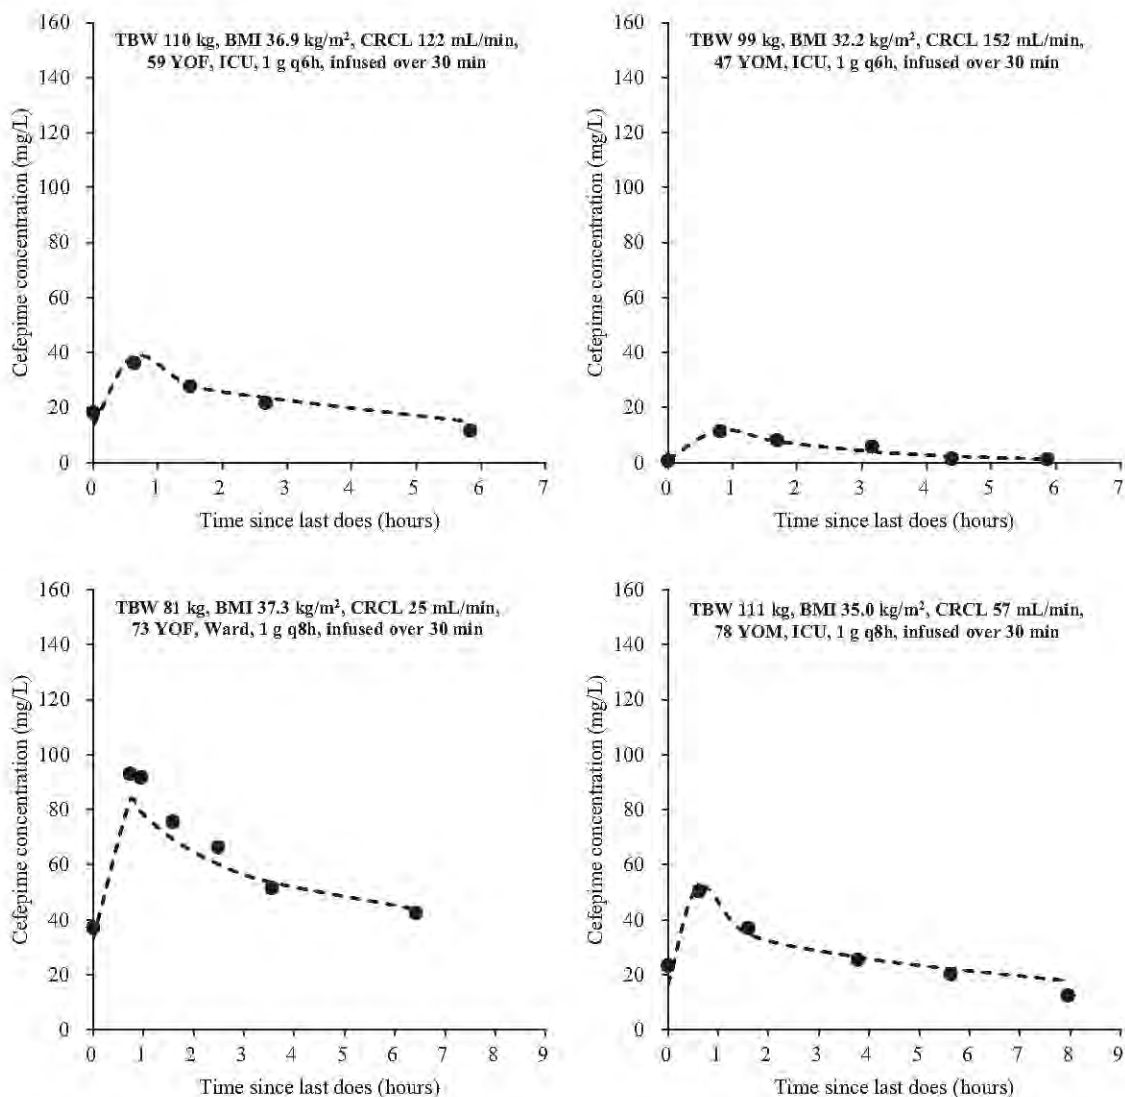 160
140
120
100
80
60
40
20
0
Cefepime concentration (mg/L)
TBW 110 kg, BMI 36.9 kg/m², CRCL 122 mL/min,
59 YOF, ICU, 1 g q6h, infused over 30 min
0 1 2 3 4 5 6 7
Time since last does (hours)
160
140
120
100
80
60
40
20
0
Cefepime concentration (mg/L)
TBW 99 kg, BMI 32.2 kg/m², CRCL 152 mL/min,
47 YOM, ICU, 1 g q6h, infused over 30 min
0 1 2 3 4 5 6 7
Time since last does (hours)
160
140
120
100
80
60
40
20
0
Cefepime concentration (mg/L)
TBW 81 kg, BMI 37.3 kg/m², CRCL 25 mL/min,
73 YOF, Ward, 1 g q8h, infused over 30 min
0 1 2 3 4 5 6 7 8 9
Time since last does (hours)
160
140
120
100
80
60
40
20
0
Cefepime concentration (mg/L)
TBW 111 kg, BMI 35.0 kg/m², CRCL 57 mL/min,
78 YOM, ICU, 1 g q8h, infused over 30 min
0 1 2 3 4 5 6 7 8 9
Time since last does (hours)